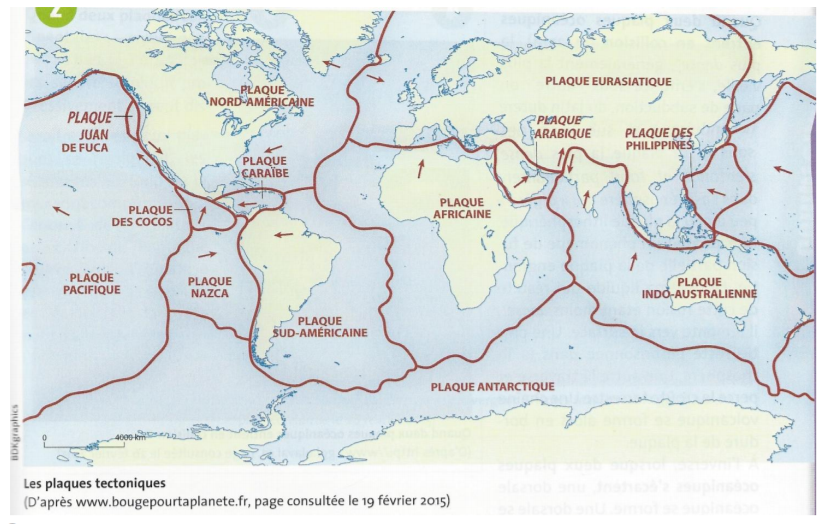 2
PLAQUE
NORD-AMÉRICAINE
PLAQUE EURASIATIQUE
PLAQUE
JUAN
DE FUCA
PLAQUE
ARABIQUE
PLAQUE DES
PHILIPPINES
PLAQUE
CARAÏBE
PLAQUE
DES COCOS
PLAQUE
AFRICAINE
PLAQUE
PACIFIQUE
PLAQUE
NAZCA
PLAQUE
INDO-AUSTRALIENNE
PLAQUE
SUD-AMÉRICAINE
PLAQUE ANTARCTIQUE
0 4000 km
BDKgraphics
Les plaques tectoniques
(D'après www.bougepourtaplanete.fr, page consultée le 19 février 2015)